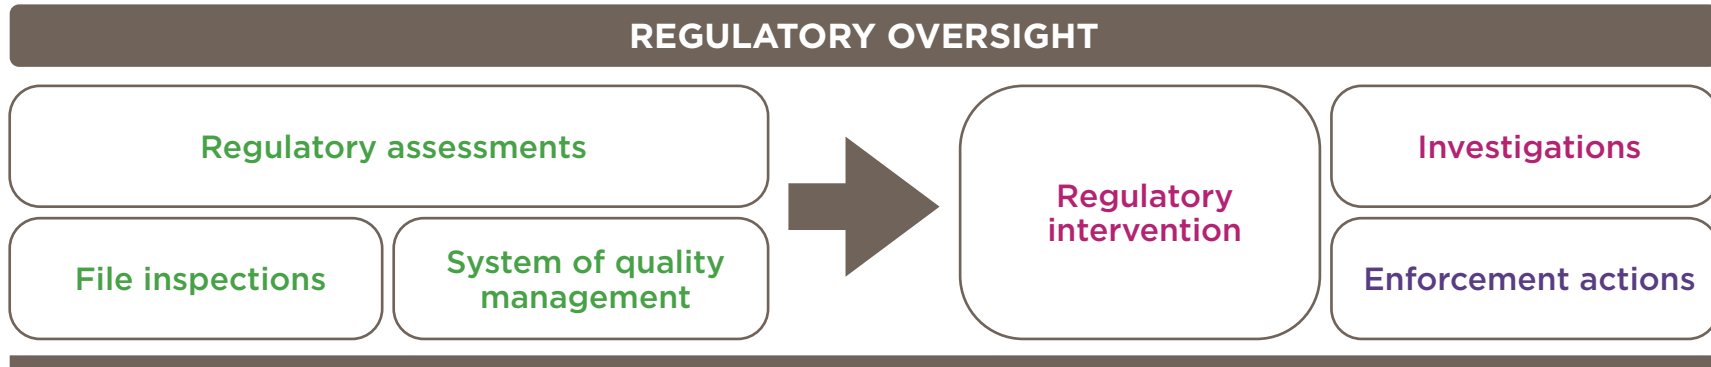 REGULATORY OVERSIGHT
Regulatory assessments
File inspections
System of quality
management
Regulatory
intervention
Investigations
Enforcement actions